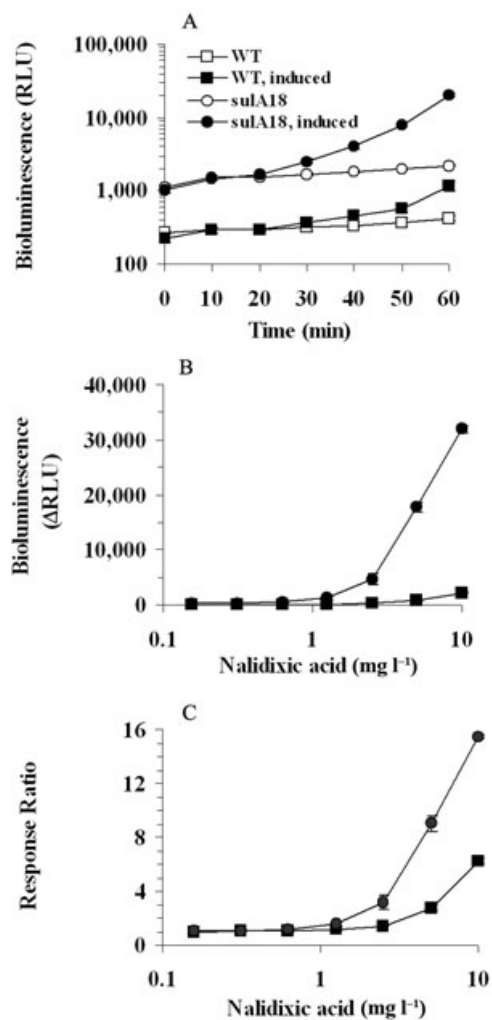 A
Bioluminescence (RLU)
100,000
10,000
1,000
100
WT
WT, induced
sulA18
sulA18, induced
0 10 20 30 40 50 60
Time (min)
B
Bioluminescence
(ΔRLU)
40,000
30,000
20,000
10,000
0
0.1 1 10
Nalidixic acid (mg l⁻¹)
C
Response Ratio
16
12
8
4
0
0.1 1 10
Nalidixic acid (mg l⁻¹)